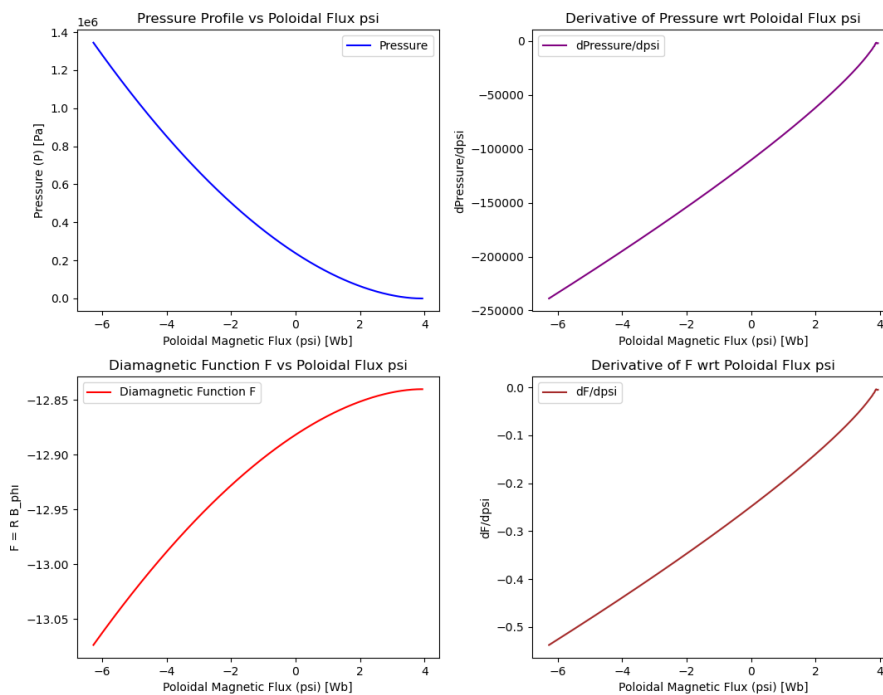 Pressure Profile vs Poloidal Flux psi
1e6
Pressure
Pressure (P) [Pa]
1.4
1.2
1.0
0.8
0.6
0.4
0.2
0.0
−6 −4 −2 0 2 4
Poloidal Magnetic Flux (psi) [Wb]
Derivative of Pressure wrt Poloidal Flux psi
dPressure/dpsi
dPressure/dpsi
0
−50000
−100000
−150000
−200000
−250000
−6 −4 −2 0 2 4
Poloidal Magnetic Flux (psi) [Wb]
Diamagnetic Function F vs Poloidal Flux psi
Diamagnetic Function F
F = R B_phi
−12.85
−12.90
−12.95
−13.00
−13.05
−6 −4 −2 0 2 4
Poloidal Magnetic Flux (psi) [Wb]
Derivative of F wrt Poloidal Flux psi
dF/dpsi
dF/dpsi
0.0
−0.1
−0.2
−0.3
−0.4
−0.5
−6 −4 −2 0 2 4
Poloidal Magnetic Flux (psi) [Wb]